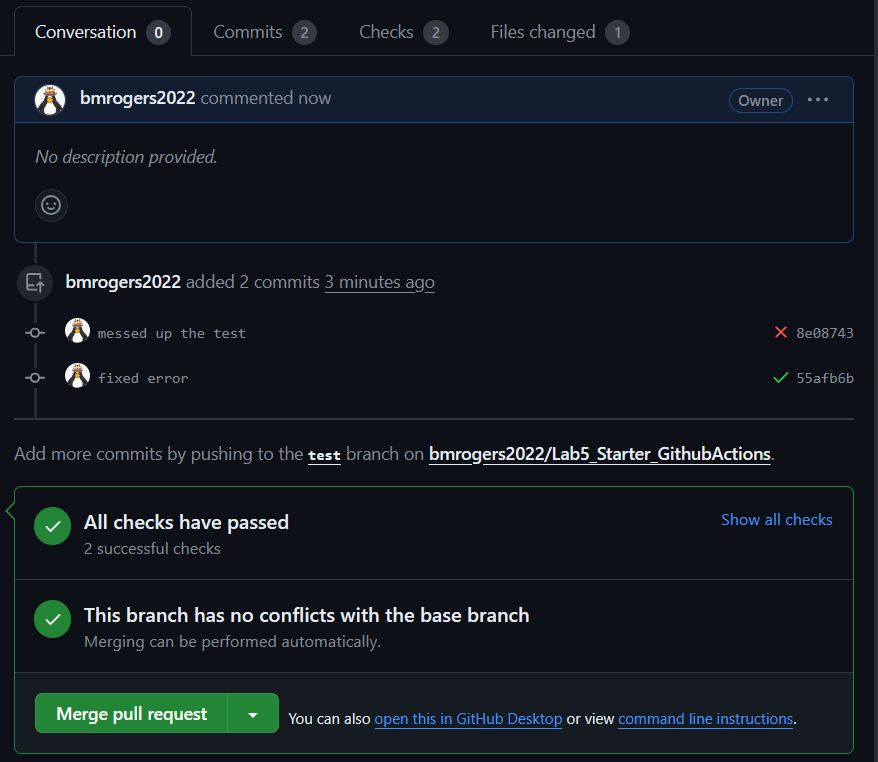 Conversation 0 Commits 2 Checks 2 Files changed 1
bmrogers2022 commented now Owner
No description provided.
bmrogers2022 added 2 commits 3 minutes ago
messed up the test 8e08743
fixed error 55afb6b
Add more commits by pushing to the test branch on bmrogers2022/Lab5_Starter_GithubActions.
All checks have passed Show all checks
2 successful checks
This branch has no conflicts with the base branch
Merging can be performed automatically.
Merge pull request You can also open this in GitHub Desktop or view command line instructions.